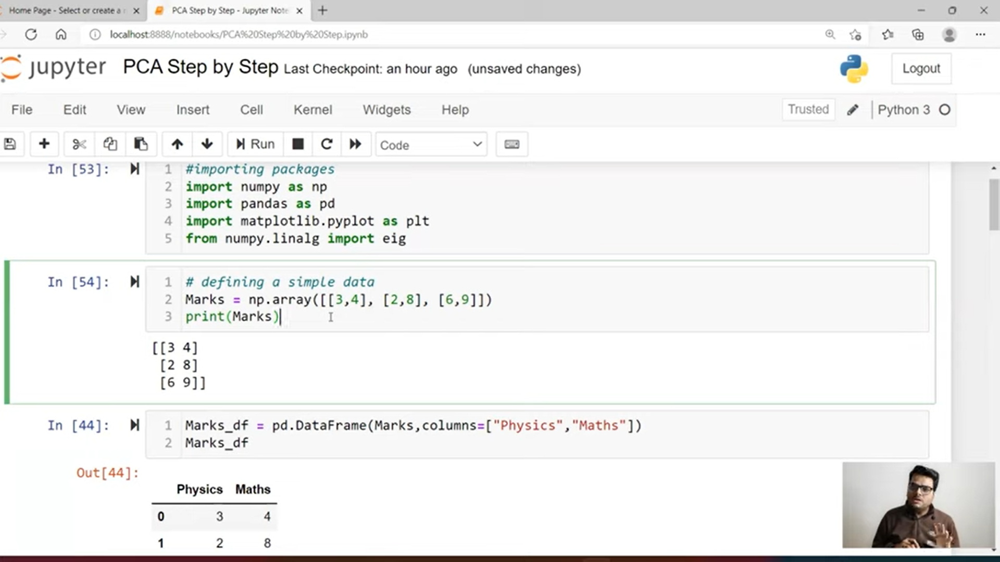 Home Page - Select or create a
PCA Step by Step - Jupyter Note
localhost:8888/notebooks/PCA%20Step%20by%20Step.ipynb
jupyter PCA Step by Step Last Checkpoint: an hour ago (unsaved changes)
Logout
File Edit View Insert Cell Kernel Widgets Help
Trusted
Python 3
Run
Code
In [53]:
1 #importing packages
2 import numpy as np
3 import pandas as pd
4 import matplotlib.pyplot as plt
5 from numpy.linalg import eig
In [54]:
1 # defining a simple data
2 Marks = np.array([[3,4], [2,8], [6,9]])
3 print(Marks)
[[3 4]
[2 8]
[6 9]]
In [44]:
1 Marks_df = pd.DataFrame(Marks,columns=["Physics","Maths"])
2 Marks_df
Out[44]:
Physics Maths
0 3 4
1 2 8